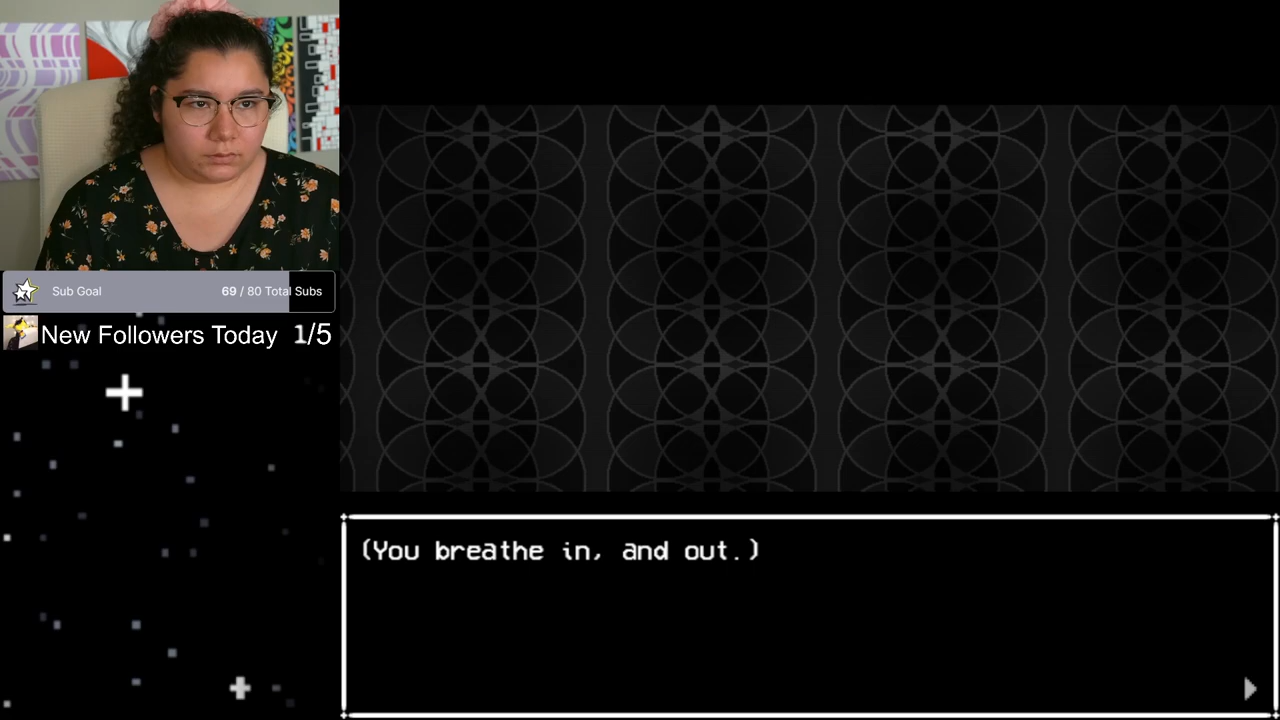 Sub Goal 69 / 80 Total Subs
New Followers Today 1/5
(You breathe in, and out.)